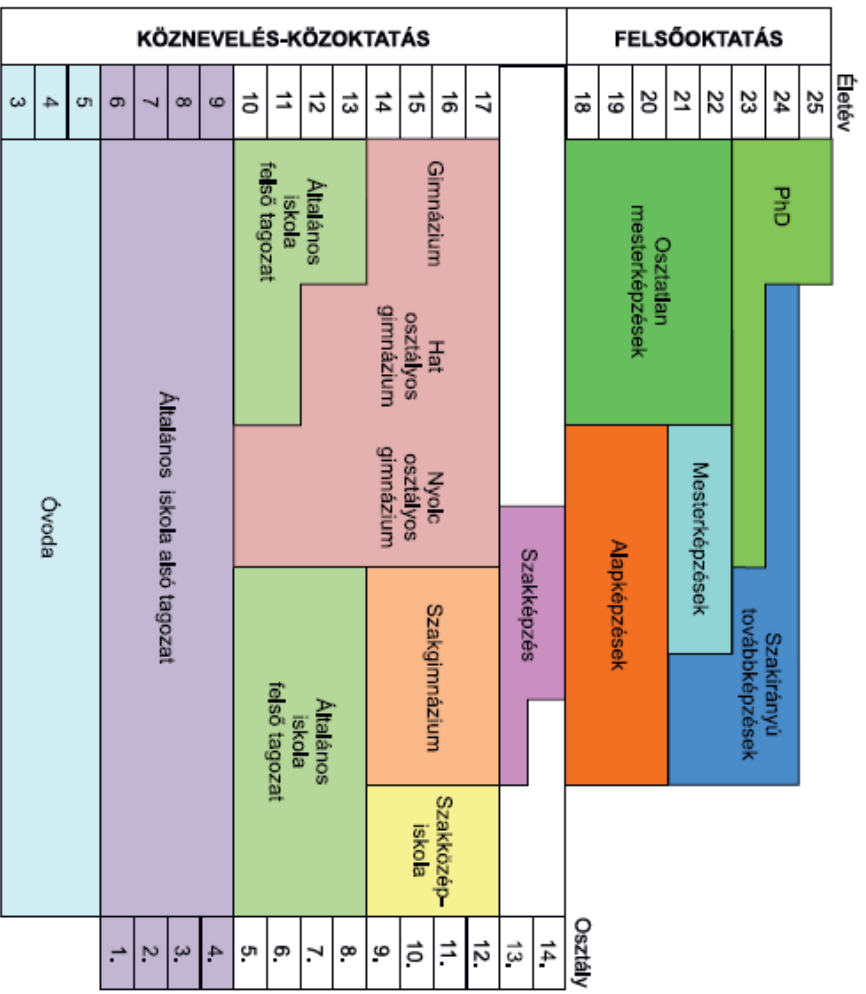 Életév
Osztály
FELSŐOKTATÁS
25
24
23
22
21
20
19
18
PhD
Szakirányú
továbbképzések
Mesterképzések
Osztatlan
mesterképzések
Alapképzések
KÖZNEVELÉS-KÖZOKTATÁS
Szakképzés
14.
13.
17
16
15
14
13
12
11
10
9
8
7
6
5
4
3
Gimnázium
Hat
osztályos
gimnázium
Nyolc
osztályos
gimnázium
Szakgimnázium
Szakközép-
iskola
Általános
iskola
felső tagozat
Általános
iskola
felső tagozat
Általános iskola alsó tagozat
Óvoda
12.
11.
10.
9.
8.
7.
6.
5.
4.
3.
2.
1.